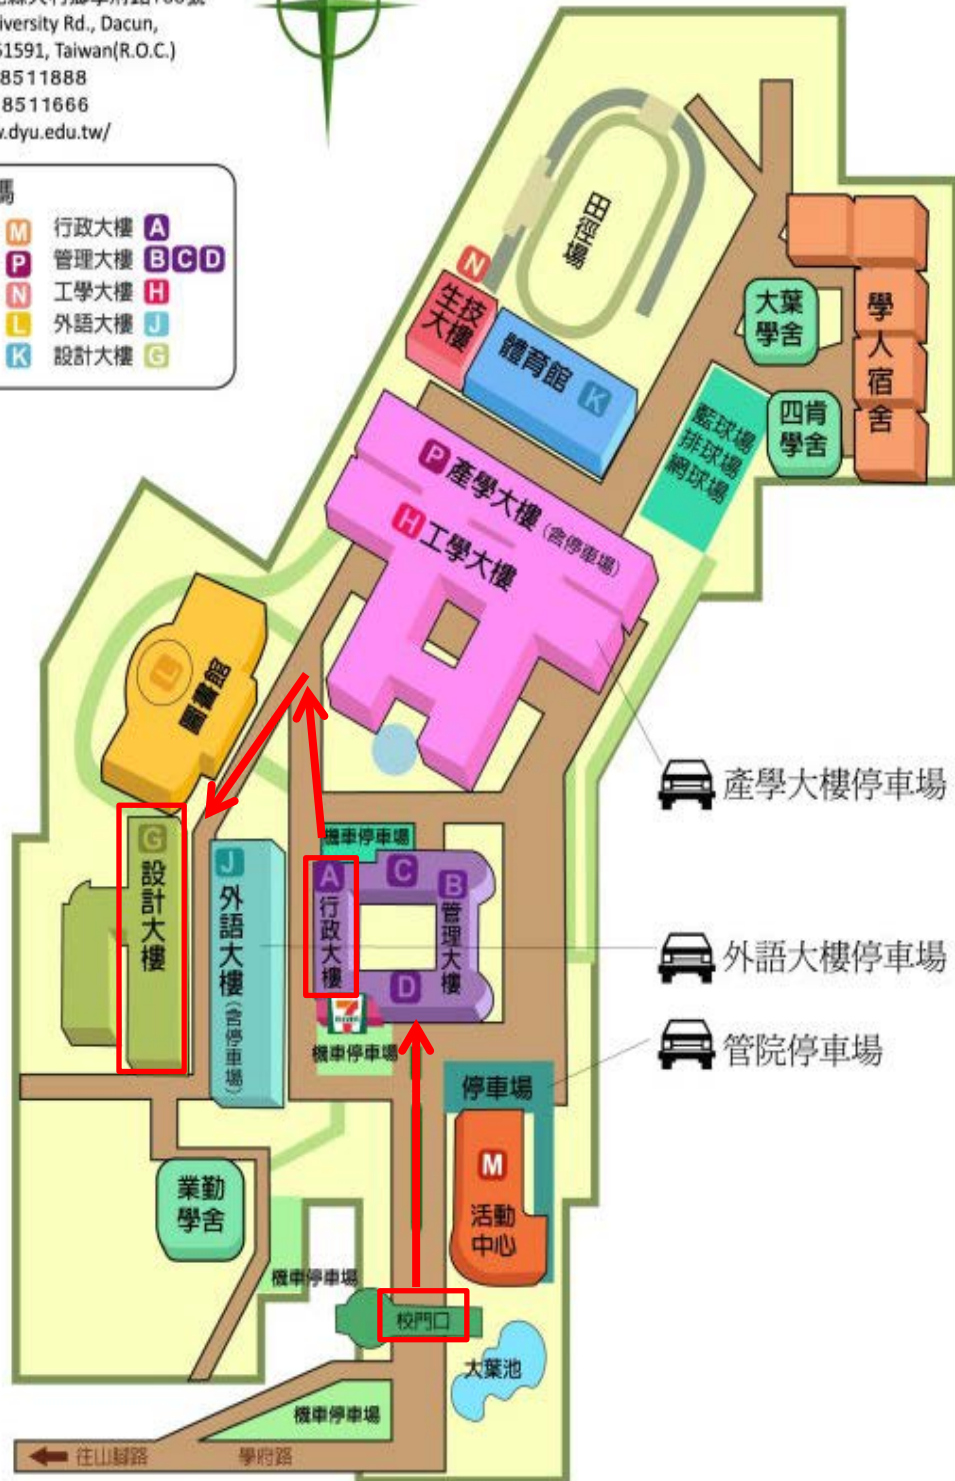 iversity Rd., Dacun,
51591, Taiwan(R.O.C.)
8511888
8511666
w.dyu.edu.tw/
碼
M 行政大樓 A
P 管理大樓 B C D
N 工學大樓 H
L 外語大樓 J
K 設計大樓 G
田徑場
N
生技
大樓
體育館 K
大葉
學舍
學人宿舍
四肯
學舍
籃球場
排球場
網球場
P 產學大樓(含停車場)
H 工學大樓
L
圖書館
產學大樓停車場
機車停車場
G
設計大樓
J
外語大樓(含停車場)
A
行政大樓
C
B
管理大樓
D
7
外語大樓停車場
機車停車場
管院停車場
停車場
M
活動
中心
業勤
學舍
機車停車場
校門口
大葉池
機車停車場
往山腳路
學府路